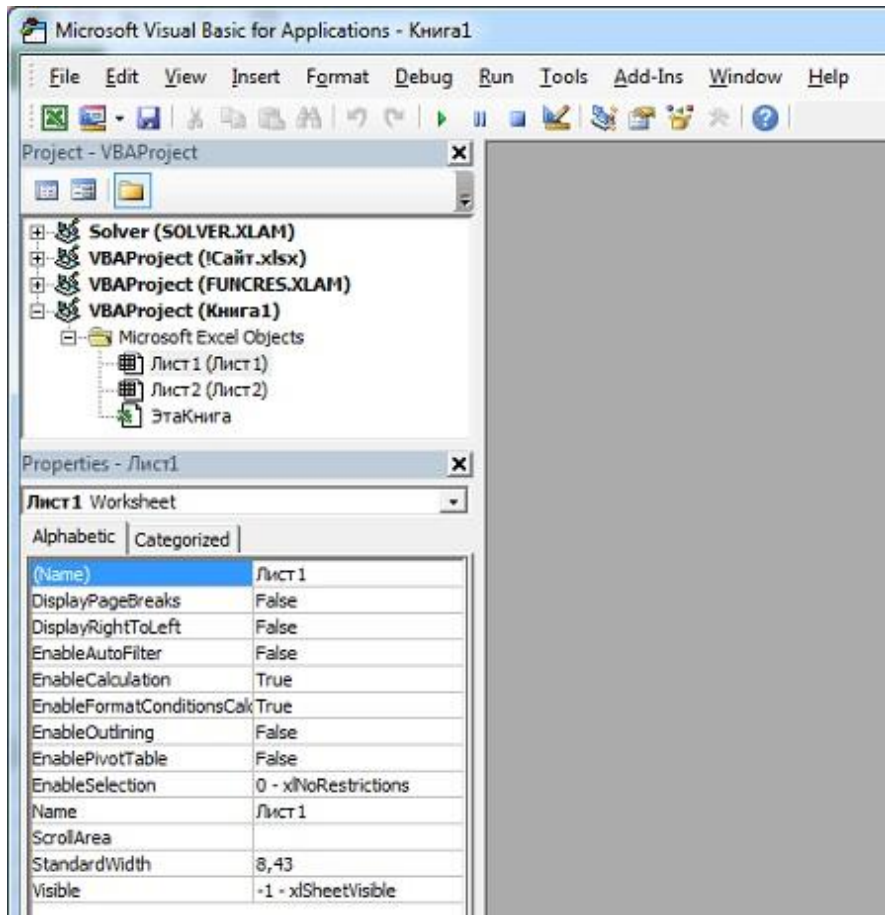 Microsoft Visual Basic for Applications - Книга1
File Edit View Insert Format Debug Run Tools Add-Ins Window Help
Project - VBAProject
Solver (SOLVER.XLAM)
VBAProject (!Сайт.xlsx)
VBAProject (FUNCRES.XLAM)
VBAProject (Книга1)
Microsoft Excel Objects
Лист1 (Лист1)
Лист2 (Лист2)
ЭтаКнига
Properties - Лист1
Лист1 Worksheet
Alphabetic Categorized
(Name) Лист1
DisplayPageBreaks False
DisplayRightToLeft False
EnableAutoFilter False
EnableCalculation True
EnableFormatConditionsCalc True
EnableOutlining False
EnablePivotTable False
EnableSelection 0 - xlNoRestrictions
Name Лист1
ScrollArea
StandardWidth 8,43
Visible -1 - xlSheetVisible